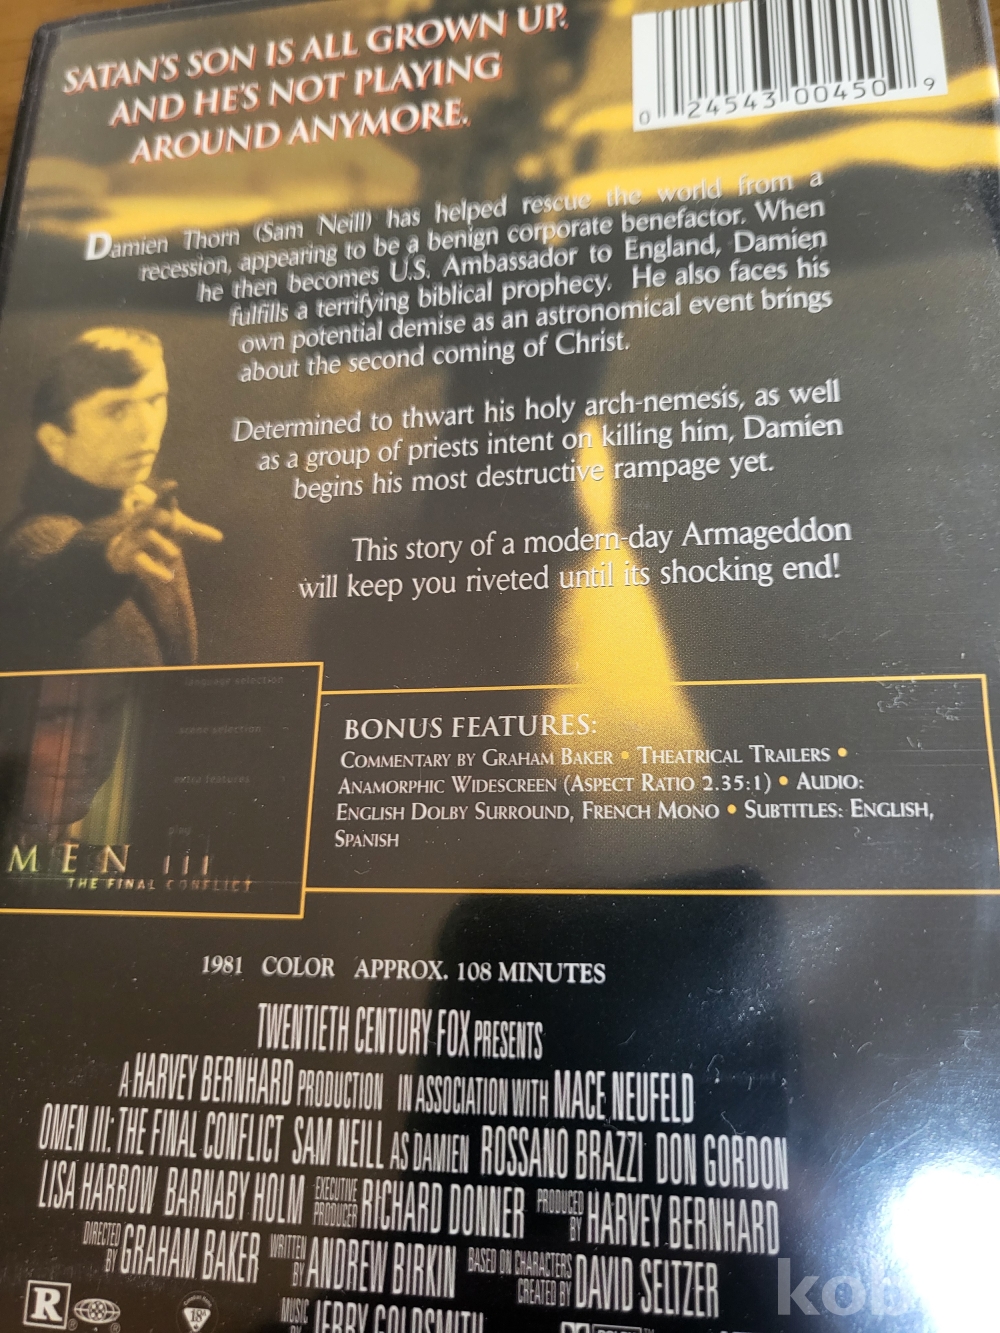 SATAN'S SON IS ALL GROWN UP.
AND HE'S NOT PLAYING
AROUND ANYMORE.
0 24543 00450 9
Damien Thorn (Sam Neill) has helped rescue the world from a
recession, appearing to be a benign corporate benefactor. When
he then becomes U.S. Ambassador to England, Damien
fulfills a terrifying biblical prophecy. He also faces his
own potential demise as an astronomical event brings
about the second coming of Christ.
Determined to thwart his holy arch-nemesis, as well
as a group of priests intent on killing him, Damien
begins his most destructive rampage yet.
This story of a modern-day Armageddon
will keep you riveted until its shocking end!
language selection
scene selection
extra features
play
MEN III
THE FINAL CONFLICT
BONUS FEATURES:
COMMENTARY BY GRAHAM BAKER • THEATRICAL TRAILERS •
ANAMORPHIC WIDESCREEN (ASPECT RATIO 2.35:1) • AUDIO:
ENGLISH DOLBY SURROUND, FRENCH MONO • SUBTITLES: ENGLISH,
SPANISH
1981 COLOR APPROX. 108 MINUTES
TWENTIETH CENTURY FOX PRESENTS
A HARVEY BERNHARD PRODUCTION IN ASSOCIATION WITH MACE NEUFELD
OMEN III: THE FINAL CONFLICT SAM NEILL AS DAMIEN ROSSANO BRAZZI DON GORDON
LISA HARROW BARNABY HOLM EXECUTIVE PRODUCER RICHARD DONNER PRODUCED BY HARVEY BERNHARD
DIRECTED BY GRAHAM BAKER WRITTEN BY ANDREW BIRKIN BASED ON CHARACTERS CREATED BY DAVID SELTZER
R 18A MUSIC BY JERRY GOLDSMITH
kob